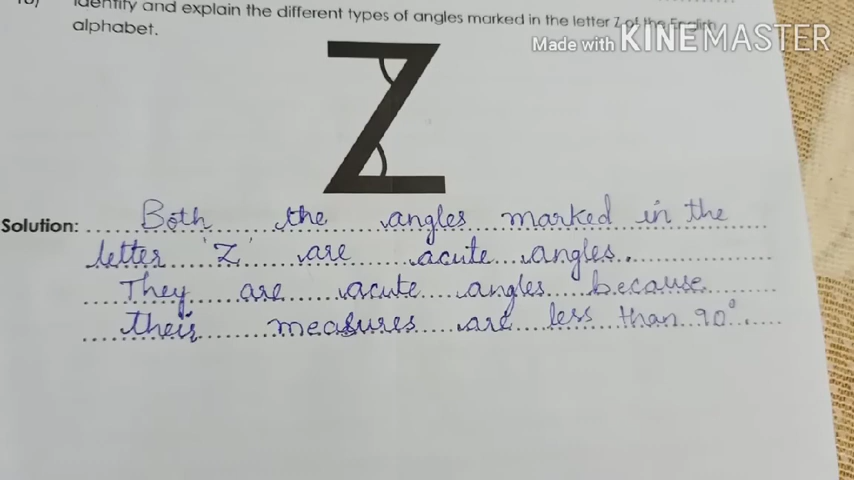 Identify and explain the different types of angles marked in the letter Z of the English
alphabet.
Made with KINEMASTER
Z
Solution: Both the angles marked in the
letter 'Z' are acute angles.
They are acute angles because
their measures are less than 90°.